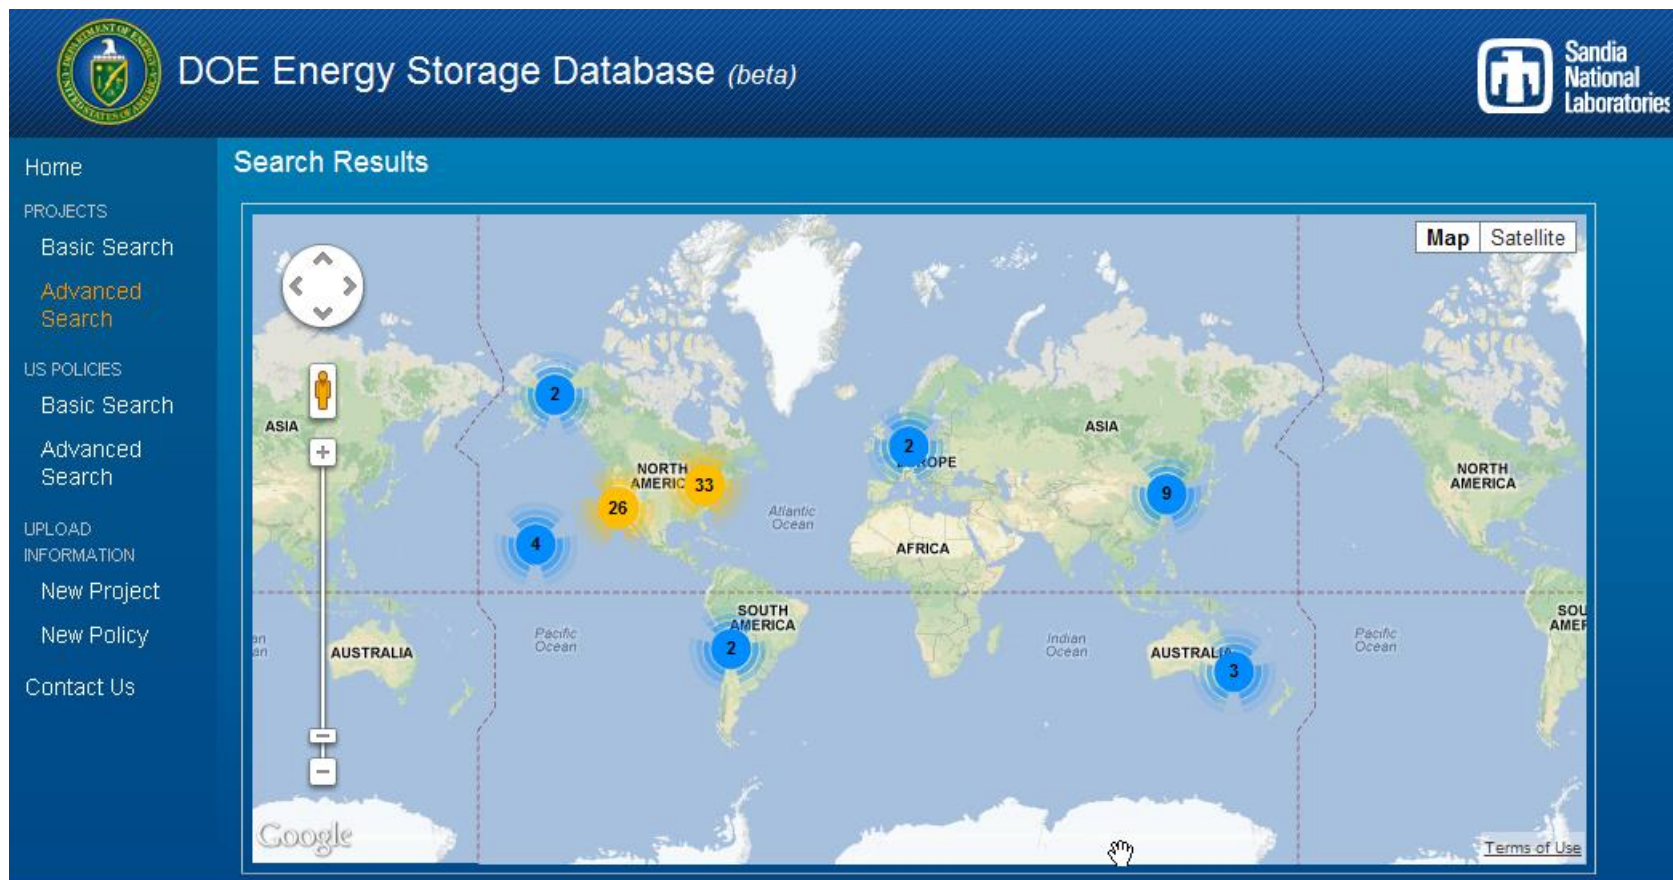 DOE Energy Storage Database (beta)
Sandia
National
Laboratories
Home
PROJECTS
Basic Search
Advanced
Search
US POLICIES
Basic Search
Advanced
Search
UPLOAD
INFORMATION
New Project
New Policy
Contact Us
Search Results
Map
Satellite
2
ASIA
2
ASIA
NORTH
AMERIC
33
26
9
NORTH
AMERICA
Atlantic
Ocean
4
AFRICA
SOUTH
AMERICA
2
Pacific
Ocean
AUSTRALIA
Indian
Ocean
AUSTRAL
3
Pacific
Ocean
SOU
AMER
Google
Terms of Use